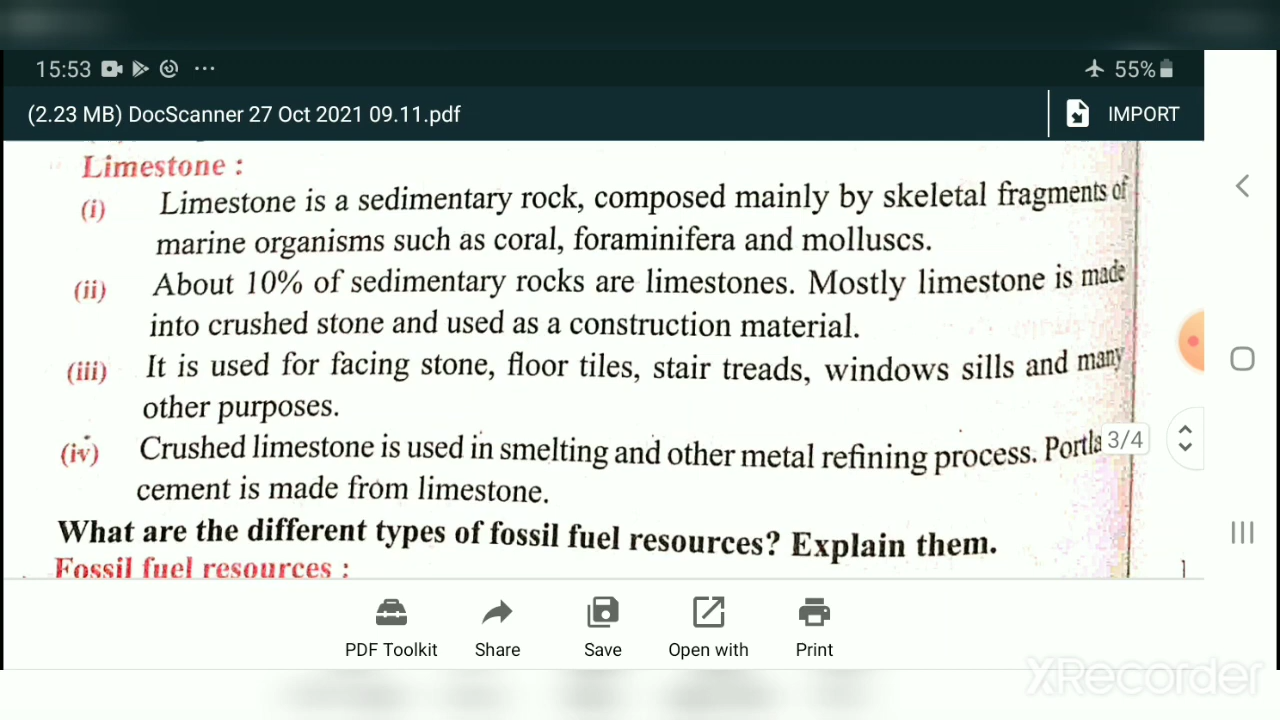 15:53 ... 55%
(2.23 MB) DocScanner 27 Oct 2021 09.11.pdf IMPORT
Limestone :
(i) Limestone is a sedimentary rock, composed mainly by skeletal fragments of
marine organisms such as coral, foraminifera and molluscs.
(ii) About 10% of sedimentary rocks are limestones. Mostly limestone is made
into crushed stone and used as a construction material.
(iii) It is used for facing stone, floor tiles, stair treads, windows sills and many
other purposes.
(iv) Crushed limestone is used in smelting and other metal refining process. Portla
3/4
cement is made from limestone.
What are the different types of fossil fuel resources? Explain them.
Fossil fuel resources :
PDF Toolkit Share Save Open with Print
XRecorder